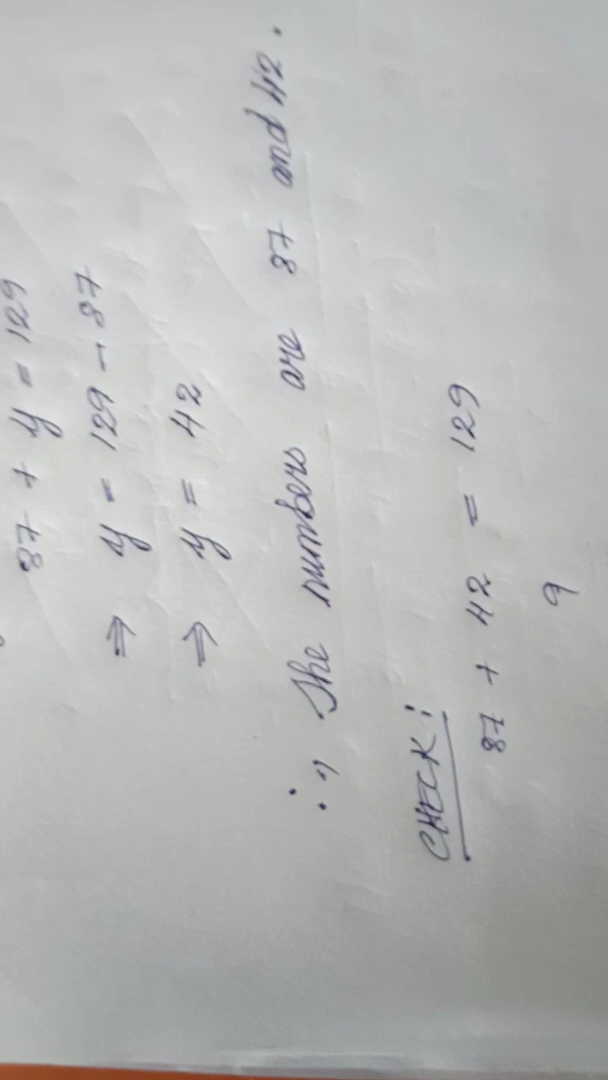 87 + y = 129
⇒ y = 129 - 87
⇒ y = 42
∴, The numbers are 87 and 42.
CHECK:
87 + 42 = 129
9